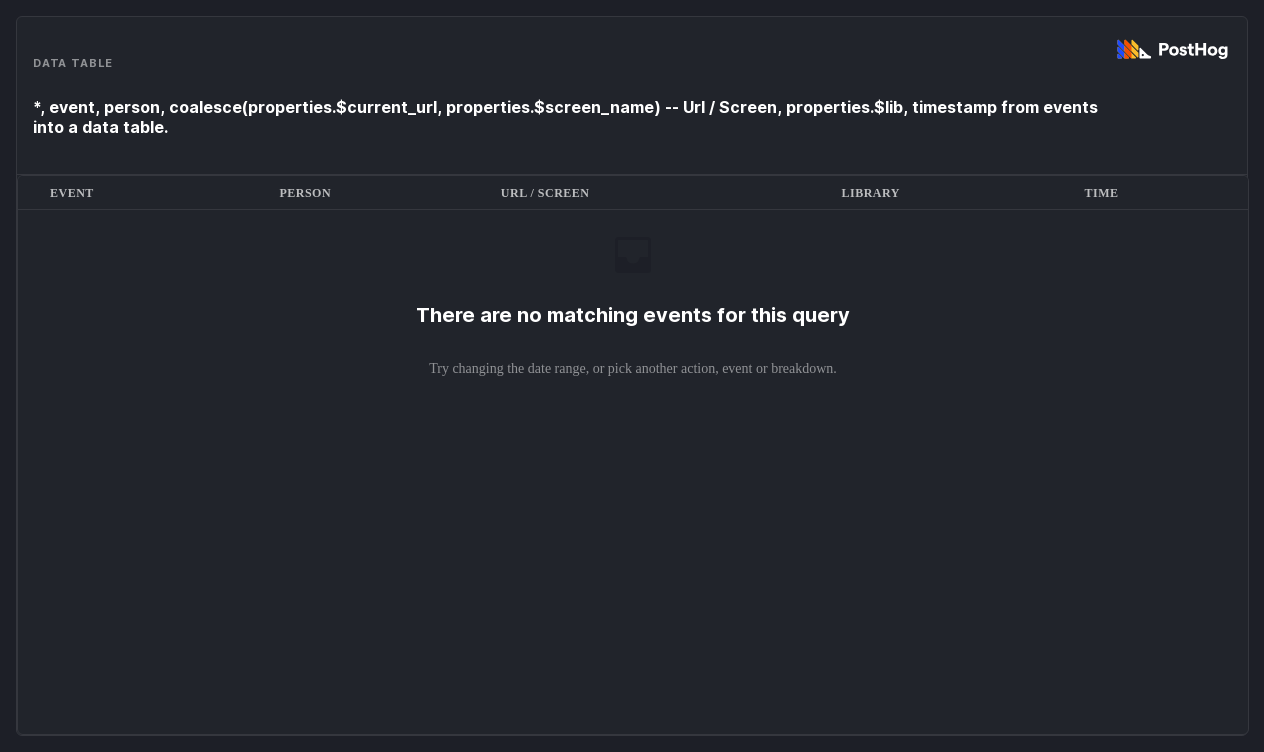 PostHog
DATA TABLE
*, event, person, coalesce(properties.$current_url, properties.$screen_name) -- Url / Screen, properties.$lib, timestamp from events
into a data table.
EVENT PERSON URL / SCREEN LIBRARY TIME
There are no matching events for this query
Try changing the date range, or pick another action, event or breakdown.